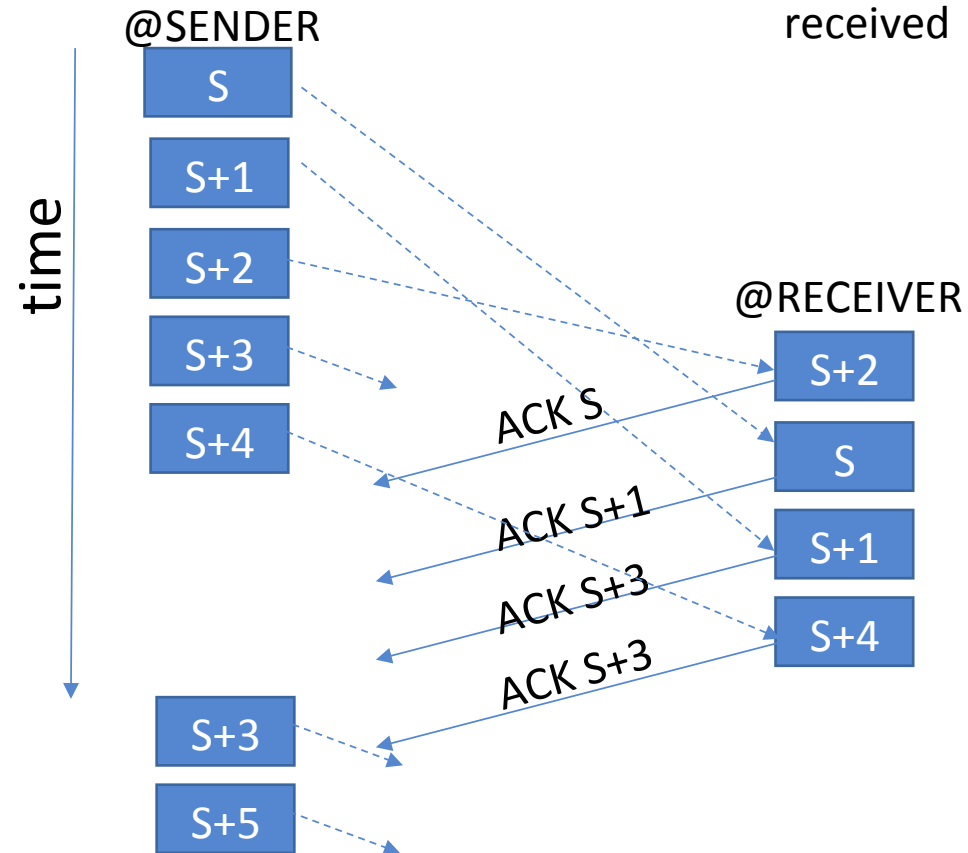 @SENDER
received
time
S
S+1
S+2
S+3
S+4
@RECEIVER
S+2
S
S+1
S+4
ACK S
ACK S+1
ACK S+3
ACK S+3
S+3
S+5